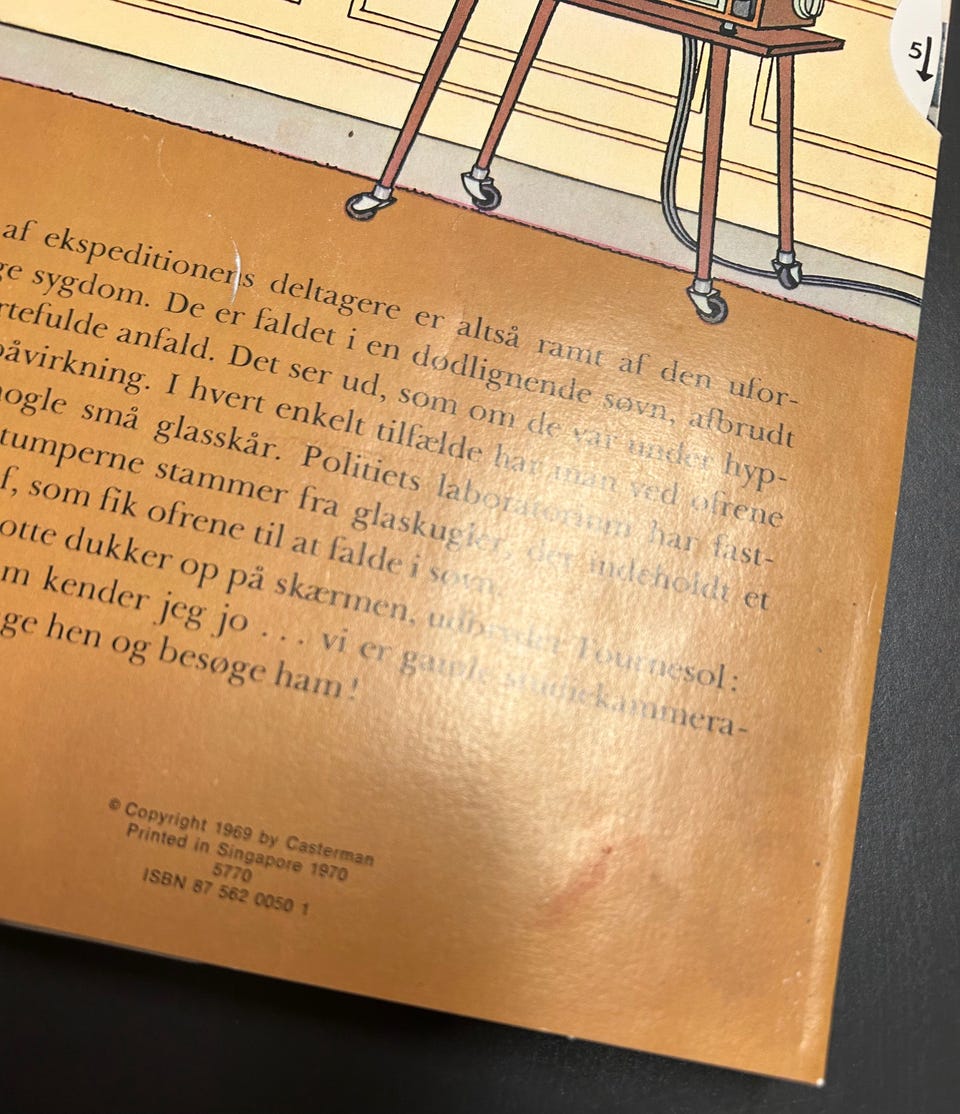 5
af ekspeditionens deltagere er altså ramt af den ufor-
ge sygdom. De er faldet i en dødlignende søvn, afbrudt
rtefulde anfald. Det ser ud, som om de var under hyp-
påvirkning. I hvert enkelt tilfælde har man ved ofrene
nogle små glasskår. Politiets laboratorium har fast-
tumperne stammer fra glaskugler, der indeholdt et
f, som fik ofrene til at falde i søvn.
otte dukker op på skærmen, udbryder Tournesol:
m kender jeg jo ... vi er gamle studiekammera-
ge hen og besøge ham!
© Copyright 1969 by Casterman
Printed in Singapore 1970
5770
ISBN 87 562 0050 1